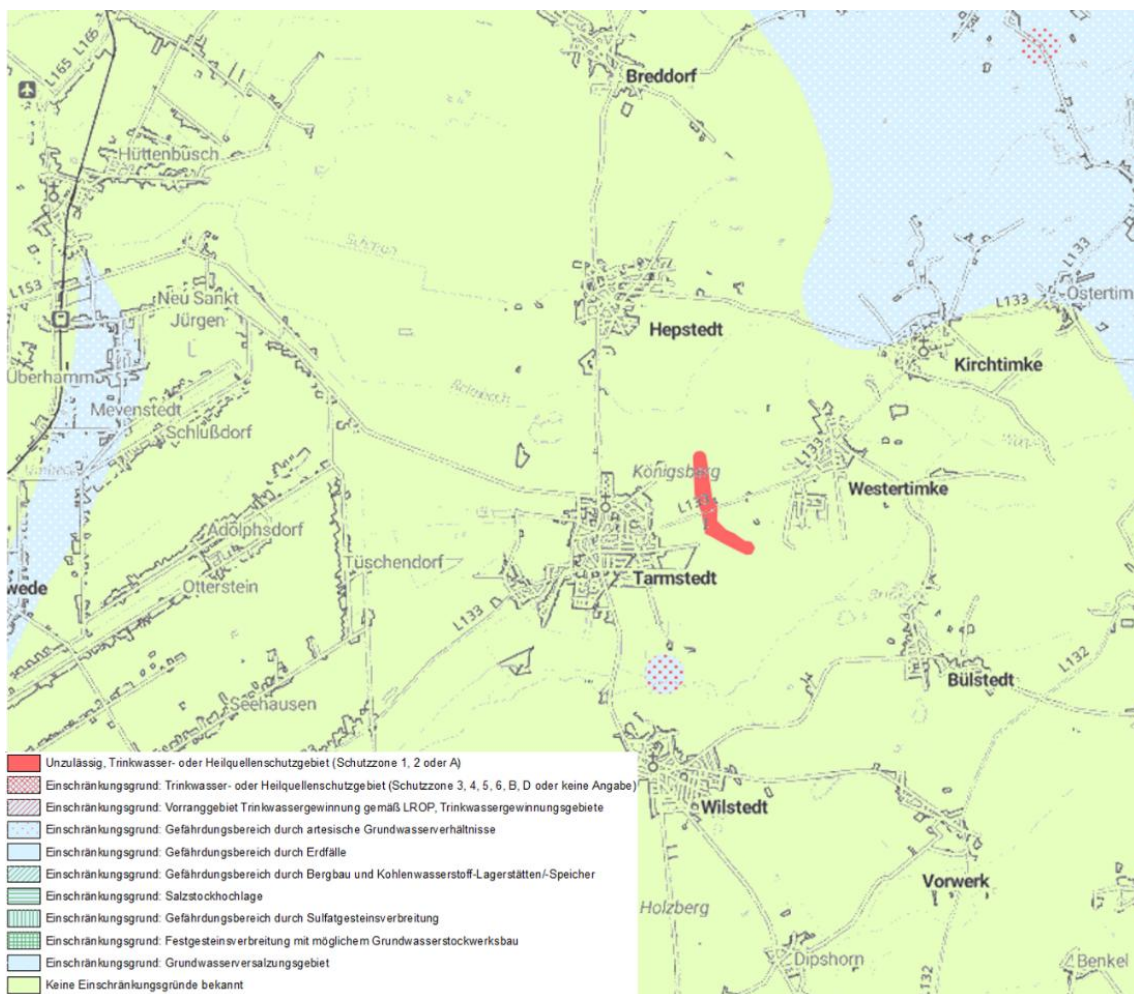 L165
L165
Breddorf
Hüttenbusch
L153
Neu Sankt
Jürgen
L133
Ostertim
Hepstedt
Kirchtimke
Überhamm
Mevenstedt
Schlußdorf
L133
Königsberg
Westertimke
L133
Adolphsdorf
Otterstein
Tüschendorf
Tarmstedt
wede
L133
Bülstedt
L132
Seehausen
Wilstedt
Vorwerk
Holzberg
Dipshorn
L132
Benkel
Unzulässig, Trinkwasser- oder Heilquellenschutzgebiet (Schutzzone 1, 2 oder A)
Einschränkungsgrund: Trinkwasser- oder Heilquellenschutzgebiet (Schutzzone 3, 4, 5, 6, B, D oder keine Angabe)
Einschränkungsgrund: Vorranggebiet Trinkwassergewinnung gemäß LROP, Trinkwassergewinnungsgebiete
Einschränkungsgrund: Gefährdungsbereich durch artesische Grundwasserverhältnisse
Einschränkungsgrund: Gefährdungsbereich durch Erdfälle
Einschränkungsgrund: Gefährdungsbereich durch Bergbau und Kohlenwasserstoff-Lagerstätten/-Speicher
Einschränkungsgrund: Salzstockhochlage
Einschränkungsgrund: Gefährdungsbereich durch Sulfatgesteinsverbreitung
Einschränkungsgrund: Festgesteinsverbreitung mit möglichem Grundwasserstockwerksbau
Einschränkungsgrund: Grundwasserversalzungsgebiet
Keine Einschränkungsgründe bekannt